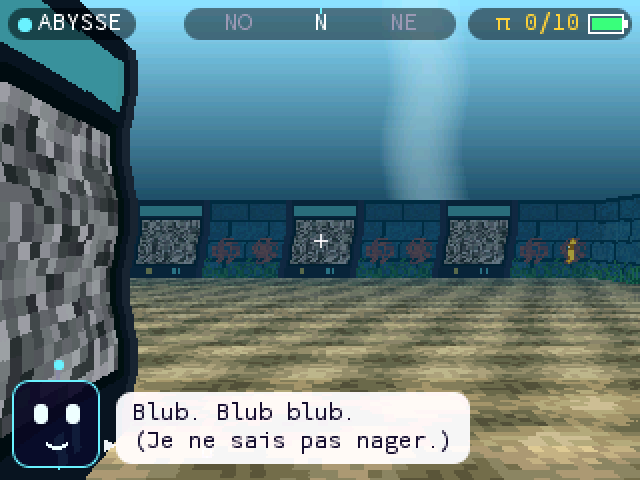 ABYSSE
NO N NE
π 0/10
Blub. Blub blub.
(Je ne sais pas nager.)